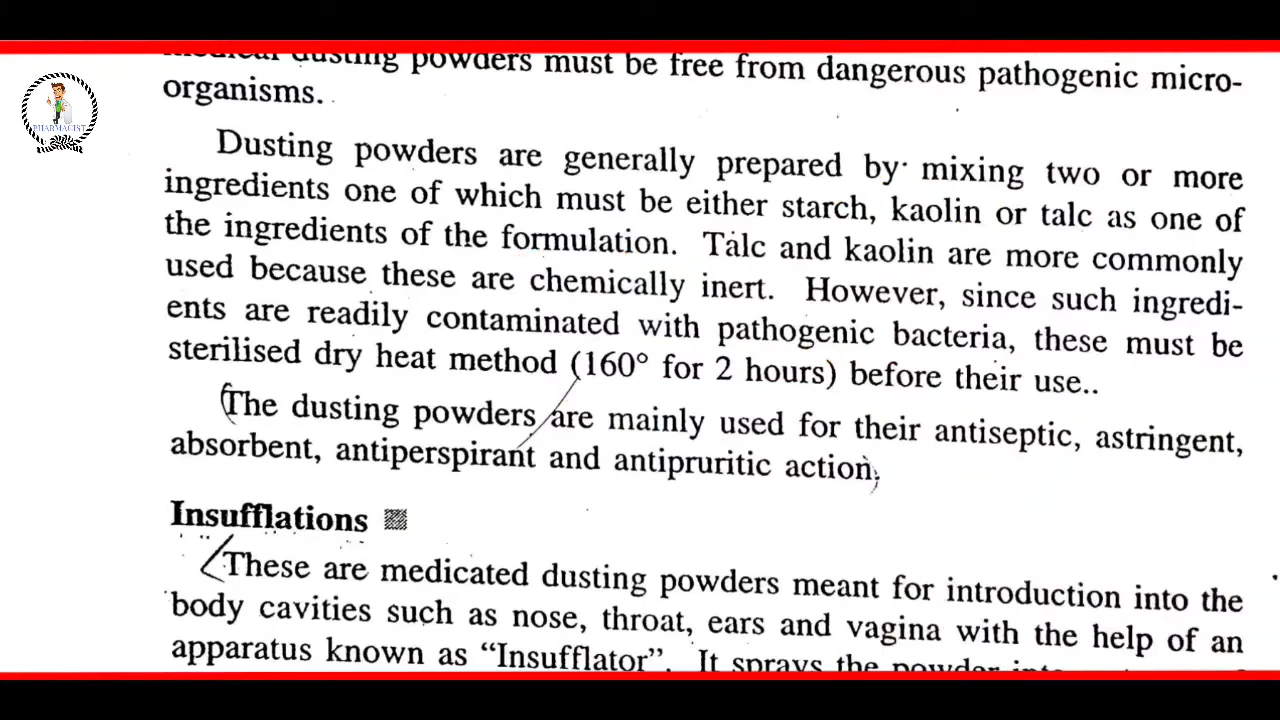 medical dusting powders must be free from dangerous pathogenic micro-
organisms.
PHARMACIST
Dusting powders are generally prepared by mixing two or more
ingredients one of which must be either starch, kaolin or talc as one of
the ingredients of the formulation. Talc and kaolin are more commonly
used because these are chemically inert. However, since such ingredi-
ents are readily contaminated with pathogenic bacteria, these must be
sterilised dry heat method (160° for 2 hours) before their use..
(The dusting powders are mainly used for their antiseptic, astringent,
absorbent, antiperspirant and antipruritic action.
Insufflations
These are medicated dusting powders meant for introduction into the
body cavities such as nose, throat, ears and vagina with the help of an
apparatus known as “Insufflator”. It sprays the powder